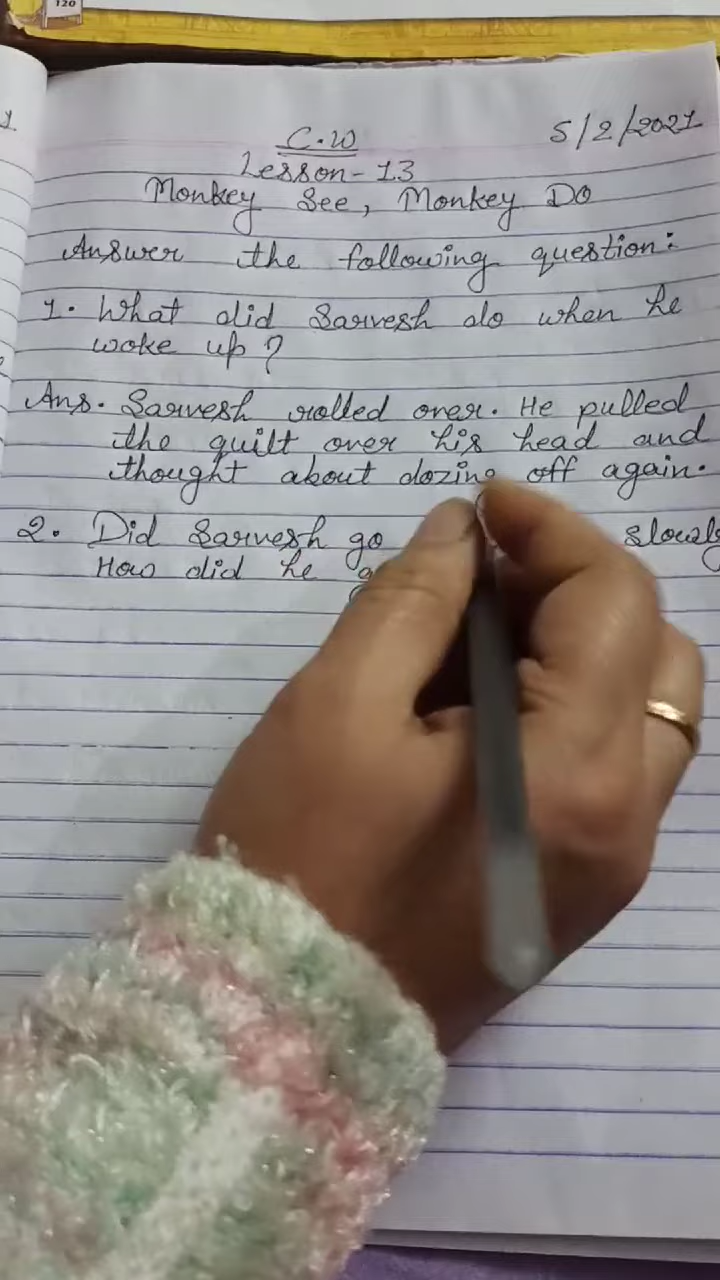 120
1.
C.W
5/2/2021
Lesson-13
Monkey See, Monkey Do
Answer the following question:
1. What did Sarvesh do when he
woke up?
Ans. Sarvesh rolled over. He pulled
the quilt over his head and
thought about dozing off again.
2. Did Sarvesh go slowly
How did he